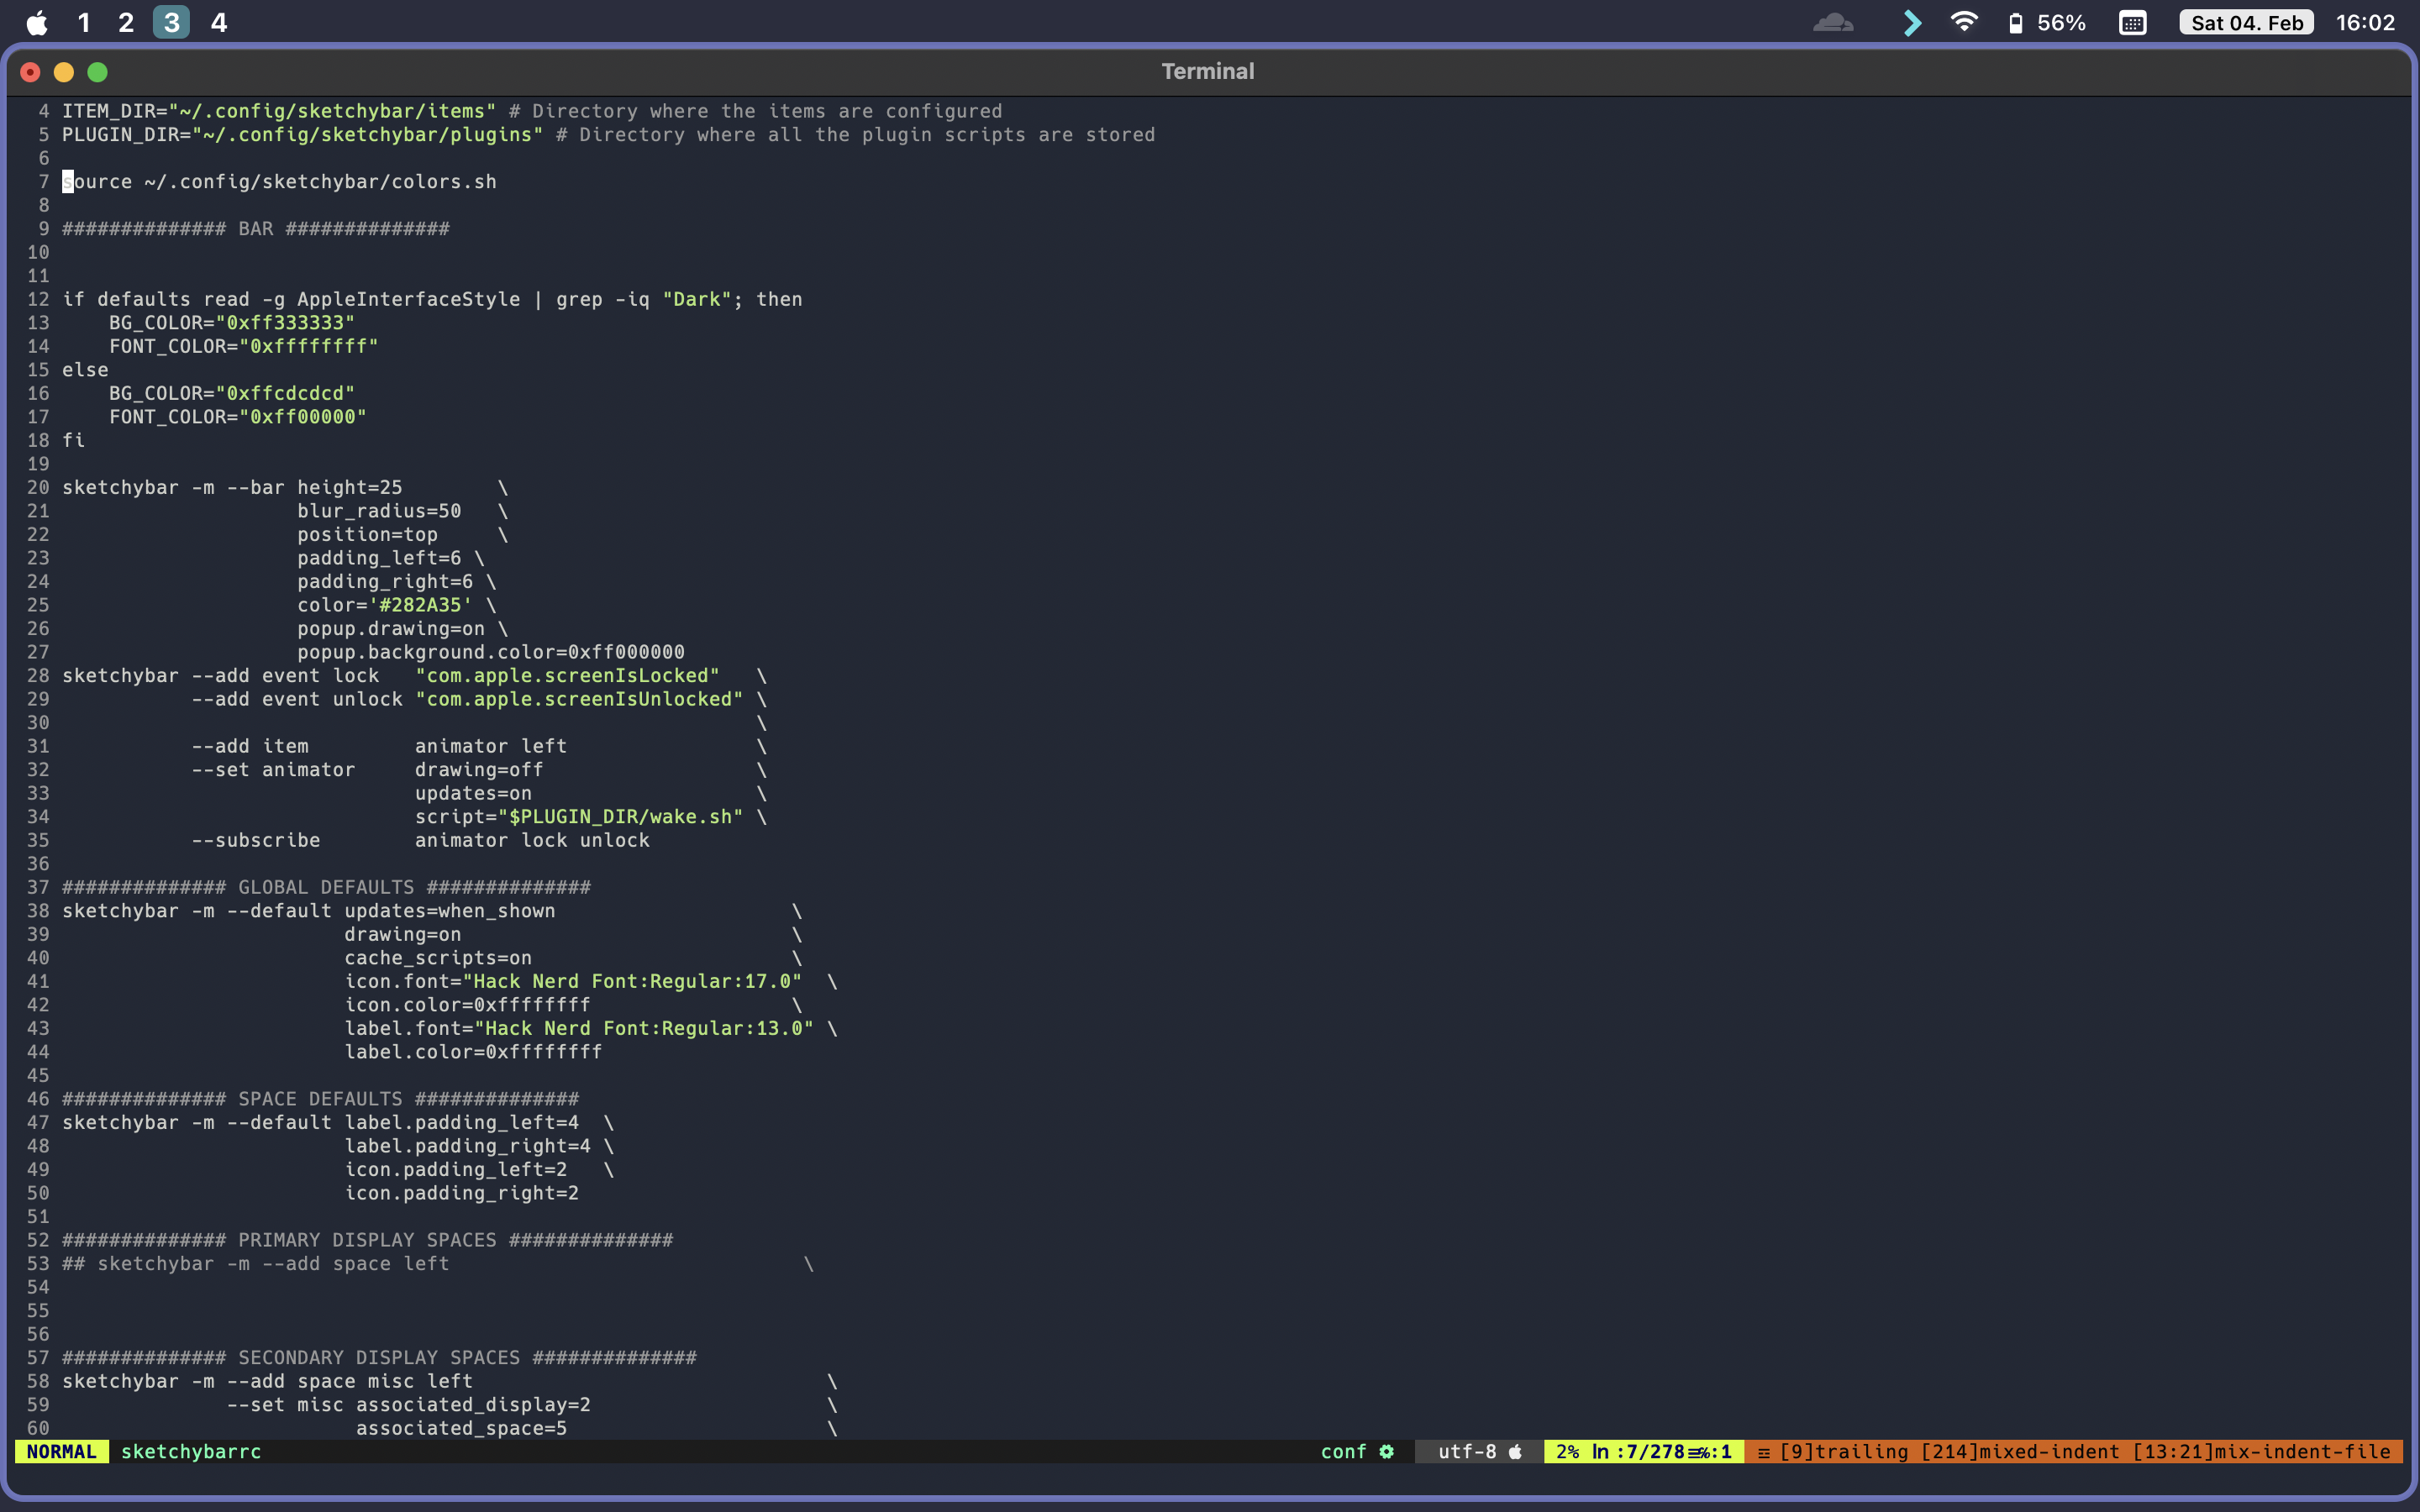 1 2 3 4 56% Sat 04. Feb 16:02
Terminal
4 ITEM_DIR="~/.config/sketchybar/items" # Directory where the items are configured
5 PLUGIN_DIR="~/.config/sketchybar/plugins" # Directory where all the plugin scripts are stored
6
7 source ~/.config/sketchybar/colors.sh
8
9 ############## BAR ##############
10
11
12 if defaults read -g AppleInterfaceStyle | grep -iq "Dark"; then
13     BG_COLOR="0xff333333"
14     FONT_COLOR="0xffffffff"
15 else
16     BG_COLOR="0xffcdcdcd"
17     FONT_COLOR="0xff00000"
18 fi
19
20 sketchybar -m --bar height=25        \
21                     blur_radius=50   \
22                     position=top     \
23                     padding_left=6 \
24                     padding_right=6 \
25                     color='#282A35' \
26                     popup.drawing=on \
27                     popup.background.color=0xff000000
28 sketchybar --add event lock   "com.apple.screenIsLocked"   \
29            --add event unlock "com.apple.screenIsUnlocked" \
30                                                            \
31            --add item         animator left                \
32            --set animator     drawing=off                  \
33                               updates=on                   \
34                               script="$PLUGIN_DIR/wake.sh" \
35            --subscribe        animator lock unlock
36
37 ############## GLOBAL DEFAULTS ##############
38 sketchybar -m --default updates=when_shown                    \
39                         drawing=on                            \
40                         cache_scripts=on                      \
41                         icon.font="Hack Nerd Font:Regular:17.0"  \
42                         icon.color=0xffffffff                 \
43                         label.font="Hack Nerd Font:Regular:13.0" \
44                         label.color=0xffffffff
45
46 ############## SPACE DEFAULTS ##############
47 sketchybar -m --default label.padding_left=4  \
48                         label.padding_right=4 \
49                         icon.padding_left=2   \
50                         icon.padding_right=2
51
52 ############## PRIMARY DISPLAY SPACES ##############
53 ## sketchybar -m --add space left                              \
54
55
56
57 ############## SECONDARY DISPLAY SPACES ##############
58 sketchybar -m --add space misc left                              \
59               --set misc associated_display=2                    \
60                          associated_space=5                      \
NORMAL sketchybarrc conf utf-8 2% ln :7/278≡%:1 ☲ [9]trailing [214]mixed-indent [13:21]mix-indent-file